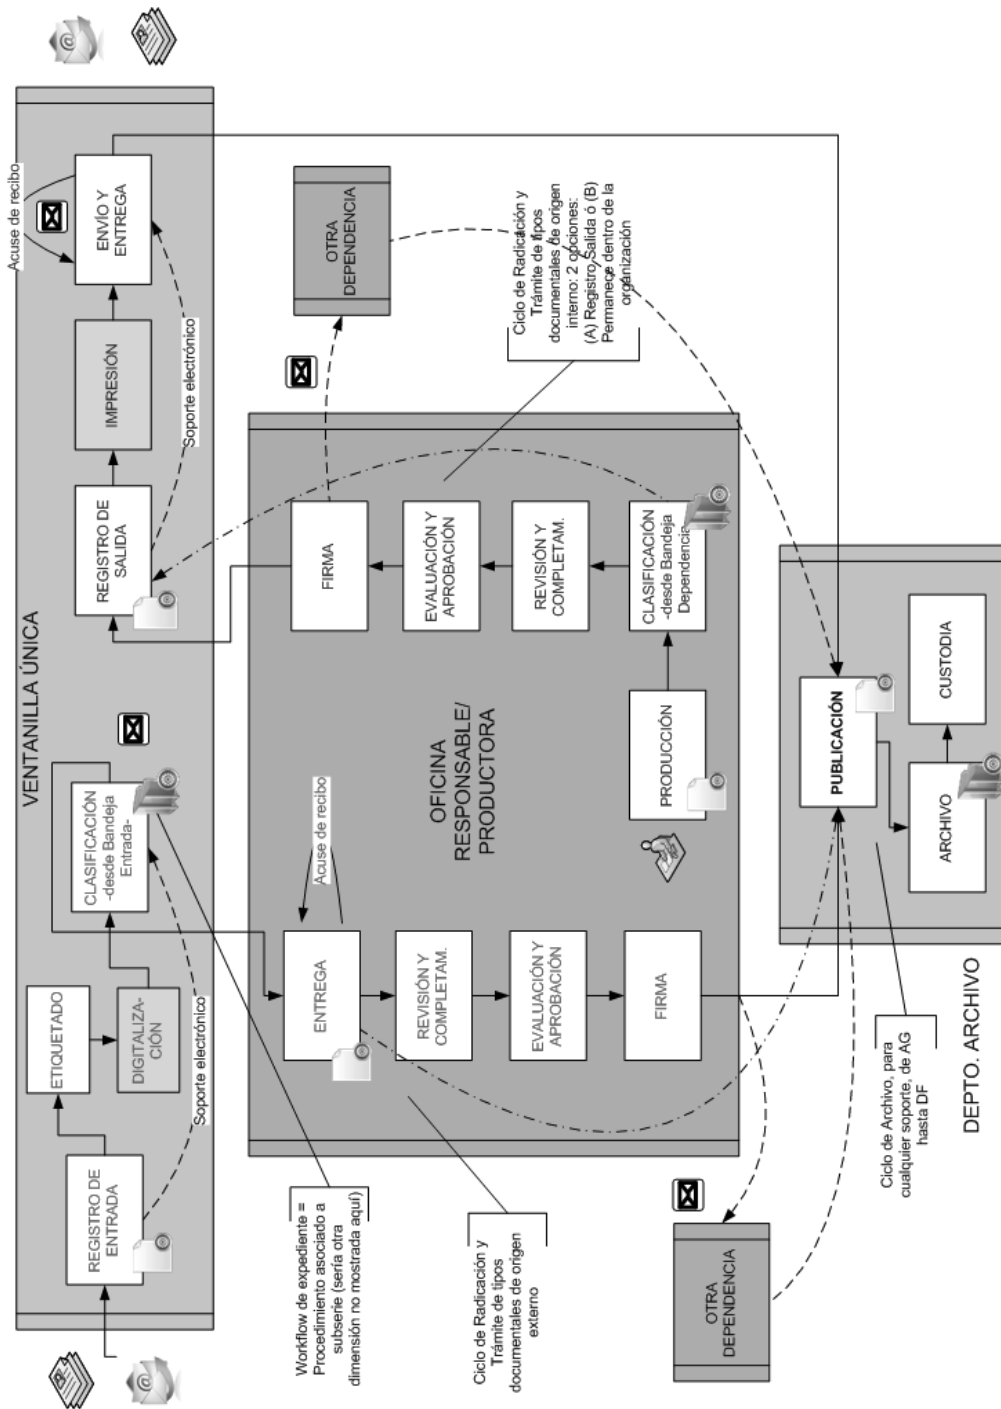 VENTANILLA ÚNICA
REGISTRO DE
ENTRADA
ETIQUETADO
DIGITALIZA-
CIÓN
CLASIFICACIÓN
-desde Bandeja
Entrada-
Soporte electrónico
REGISTRO DE
SALIDA
IMPRESIÓN
ENVÍO Y
ENTREGA
Acuse de recibo
Soporte electrónico
Workflow de expediente =
Procedimiento asociado a
subserie (sería otra
dimensión no mostrada aquí)
OFICINA
RESPONSABLE/
PRODUCTORA
ENTREGA
Acuse de recibo
REVISIÓN Y
COMPLETAM.
EVALUACIÓN Y
APROBACIÓN
FIRMA
PRODUCCIÓN
CLASIFICACIÓN
-desde Bandeja
Dependencia
REVISIÓN Y
COMPLETAM.
EVALUACIÓN Y
APROBACIÓN
FIRMA
OTRA
DEPENDENCIA
Ciclo de Radicación y
Trámite de tipos
documentales de origen
interno: 2 opciones:
(A) Registro Salida ó (B)
Permanece dentro de la
organización
Ciclo de Radicación y
Trámite de tipos
documentales de origen
externo
OTRA
DEPENDENCIA
PUBLICACIÓN
ARCHIVO
CUSTODIA
Ciclo de Archivo, para
cualquier soporte, de AG
hasta DF
DEPTO. ARCHIVO